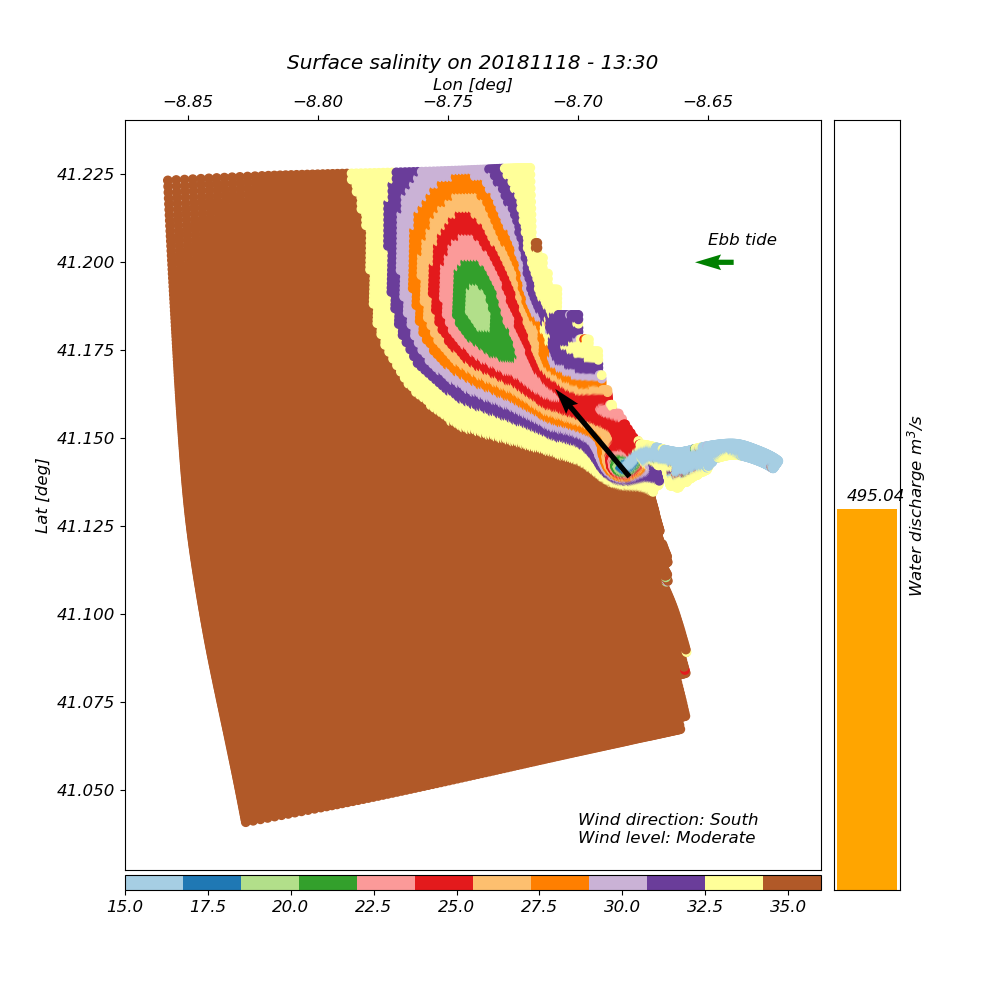 Surface salinity on 20181118 - 13:30
Lon [deg]
−8.85 −8.80 −8.75 −8.70 −8.65
41.225
41.200
41.175
41.150
41.125
41.100
41.075
41.050
Lat [deg]
Ebb tide
Wind direction: South
Wind level: Moderate
495.04
Water discharge m³/s
15.0 17.5 20.0 22.5 25.0 27.5 30.0 32.5 35.0